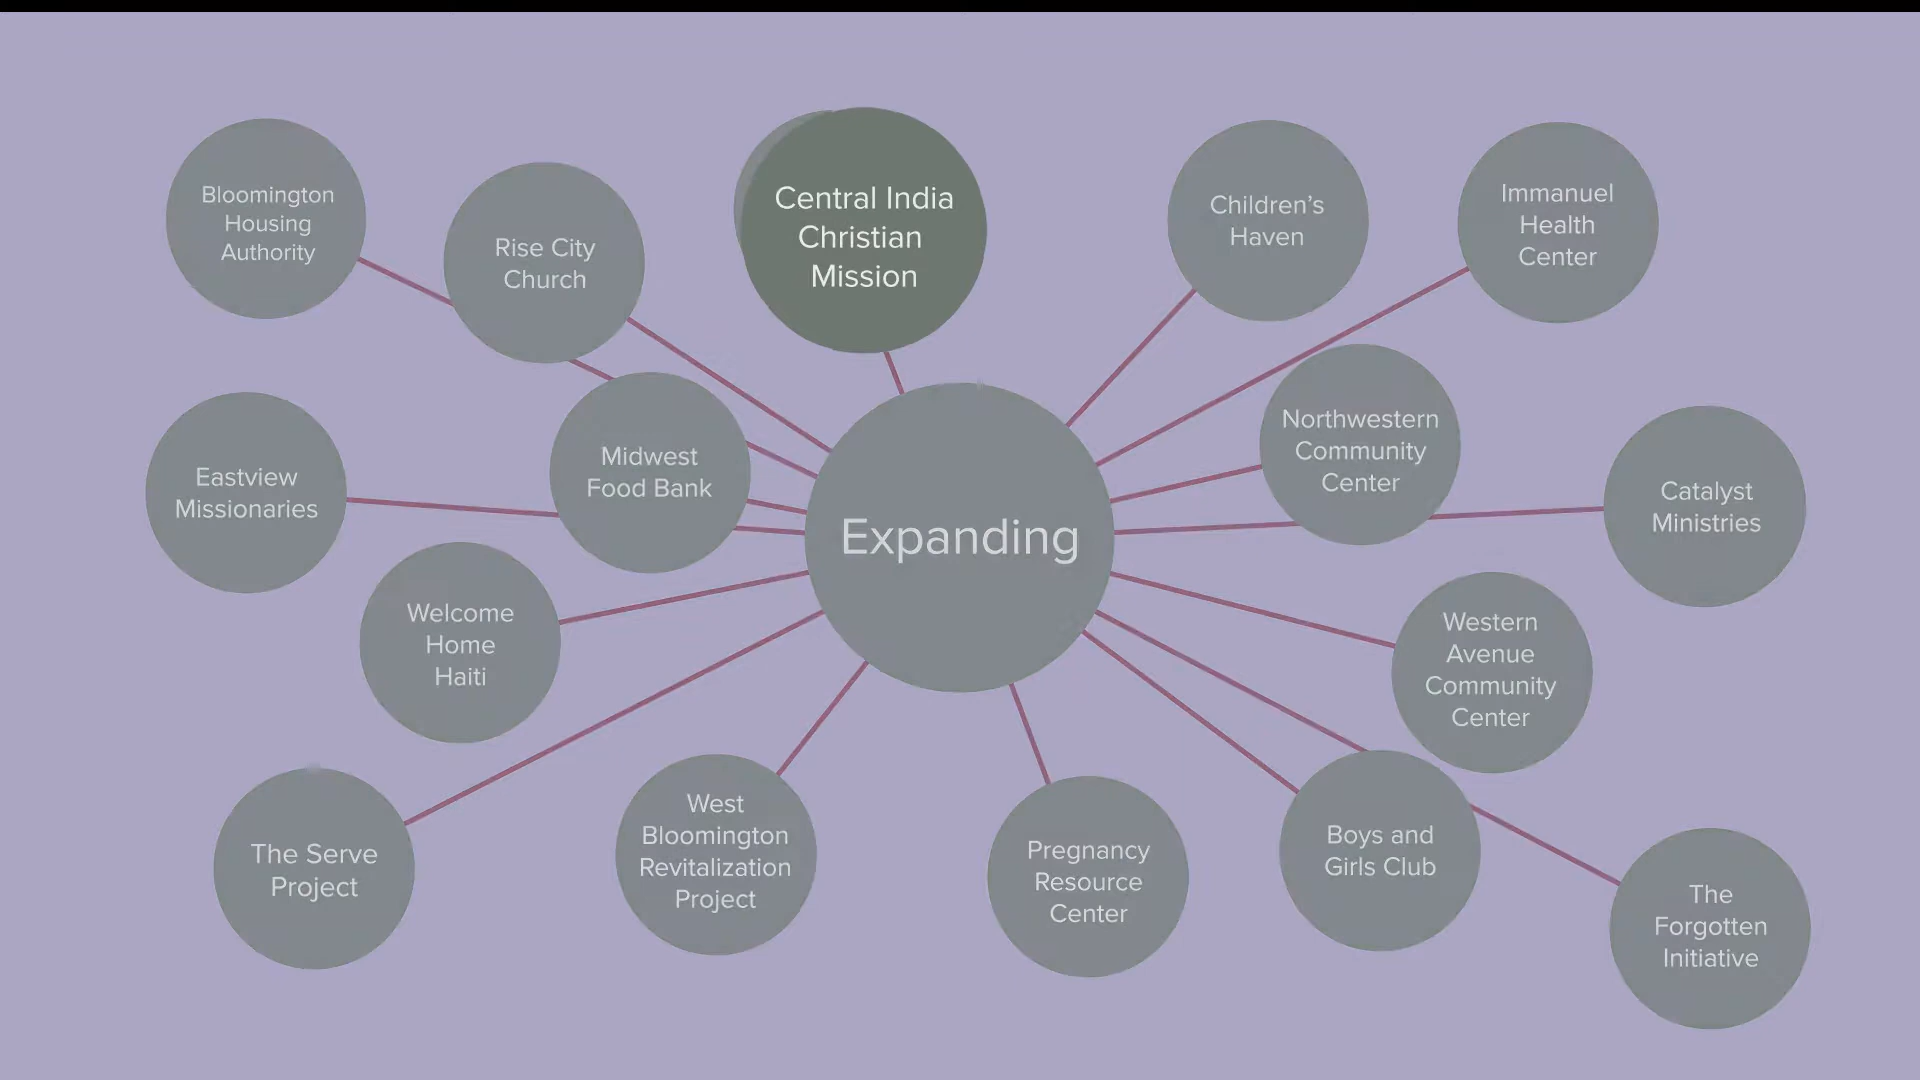 Bloomington
Housing
Authority
Rise City
Church
Central India
Christian
Mission
Children's
Haven
Immanuel
Health
Center
Eastview
Missionaries
Midwest
Food Bank
Expanding
Northwestern
Community
Center
Catalyst
Ministries
Welcome
Home
Haiti
Western
Avenue
Community
Center
The Serve
Project
West
Bloomington
Revitalization
Project
Pregnancy
Resource
Center
Boys and
Girls Club
The
Forgotten
Initiative